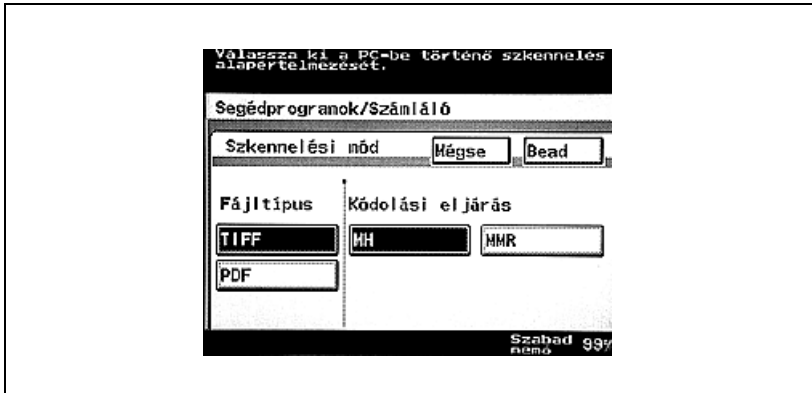 Válassza ki a PC-be történő szkennelés
alapértelmezését.
Segédprogramok/Számláló
Szkennelési mód Mégse Bead
Fájltípus Kódolási eljárás
TIFF MH MMR
PDF
Szabad 99%
memó